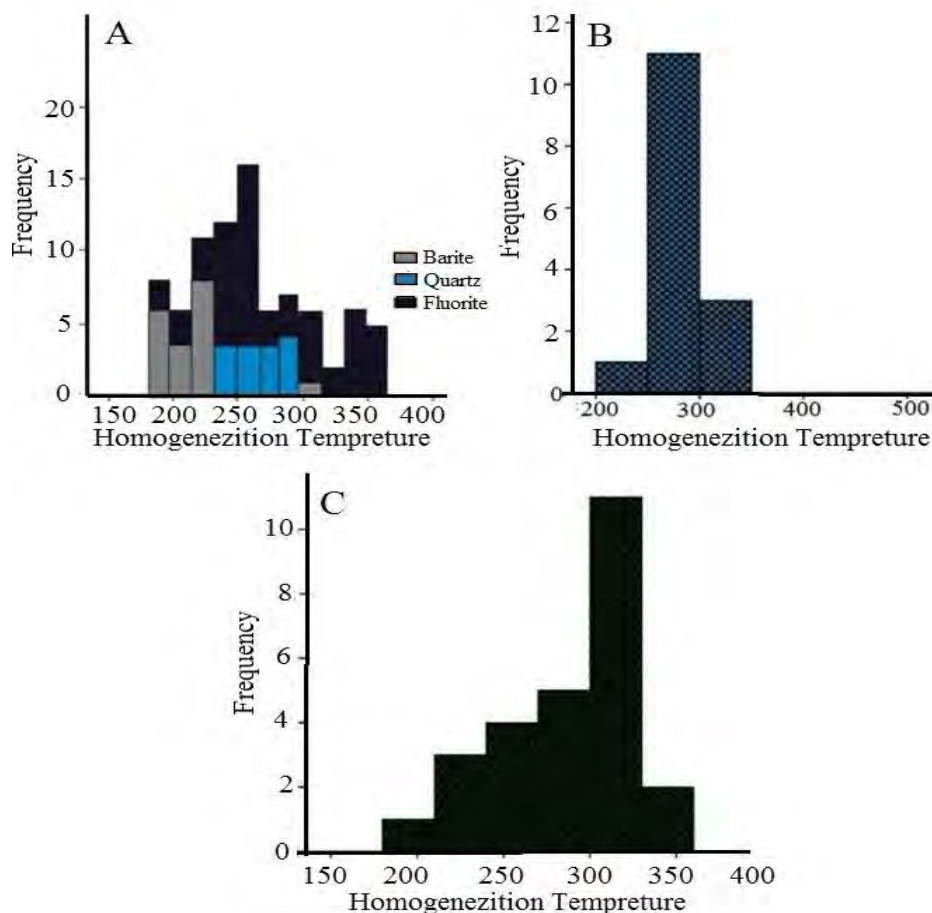 A
20
15
10
5
0
Frequency
Barite
Quartz
Fluorite
150 200 250 300 350 400
Homogenezition Tempreture
B
12
10
8
6
4
2
0
Frequency
200 300 400 500
Homogenezition Tempreture
C
10
8
6
4
2
0
Frequency
150 200 250 300 350 400
Homogenezition Tempreture